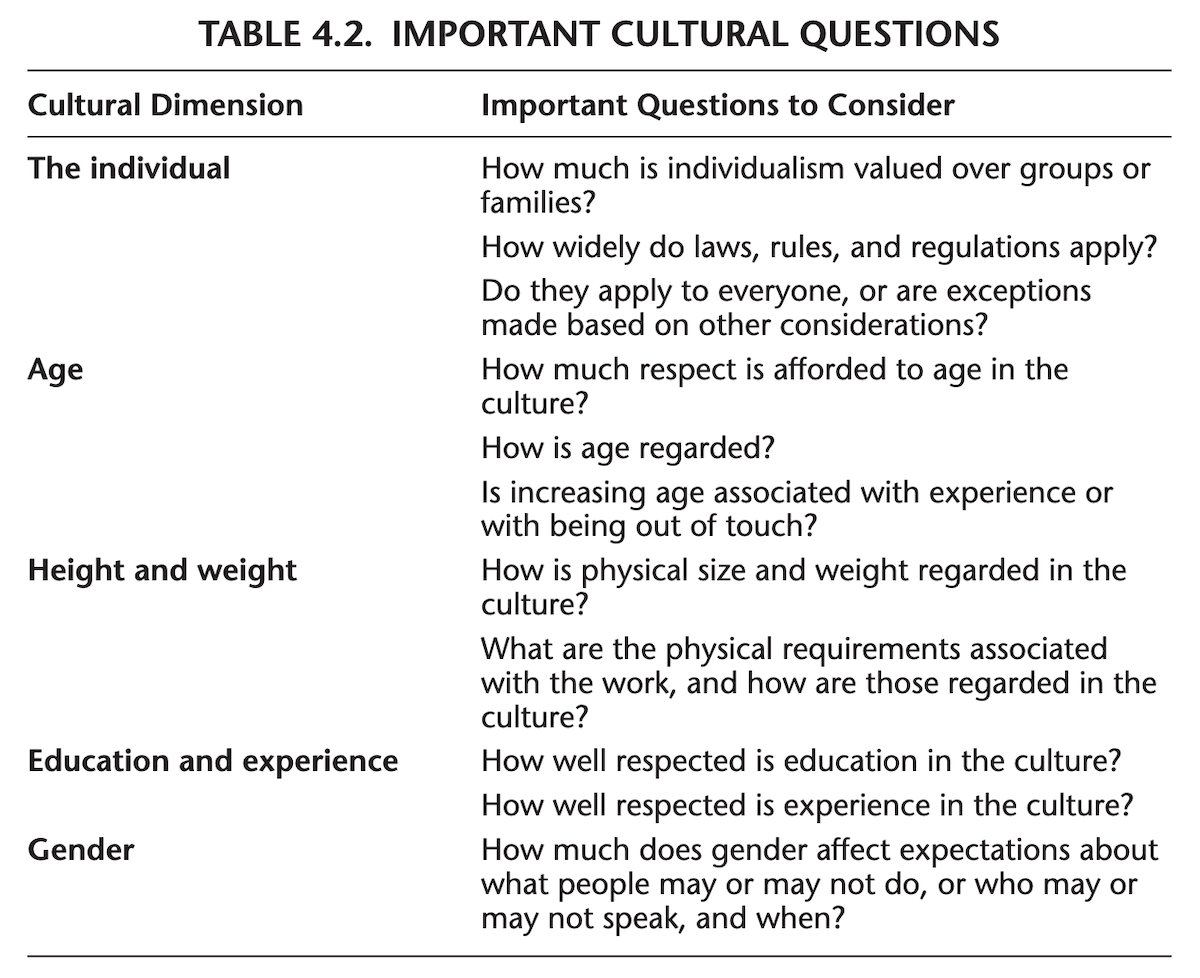 TABLE 4.2. IMPORTANT CULTURAL QUESTIONS
Cultural Dimension Important Questions to Consider
The individual How much is individualism valued over groups or
families?
How widely do laws, rules, and regulations apply?
Do they apply to everyone, or are exceptions
made based on other considerations?
Age How much respect is afforded to age in the
culture?
How is age regarded?
Is increasing age associated with experience or
with being out of touch?
Height and weight How is physical size and weight regarded in the
culture?
What are the physical requirements associated
with the work, and how are those regarded in the
culture?
Education and experience How well respected is education in the culture?
How well respected is experience in the culture?
Gender How much does gender affect expectations about
what people may or may not do, or who may or
may not speak, and when?